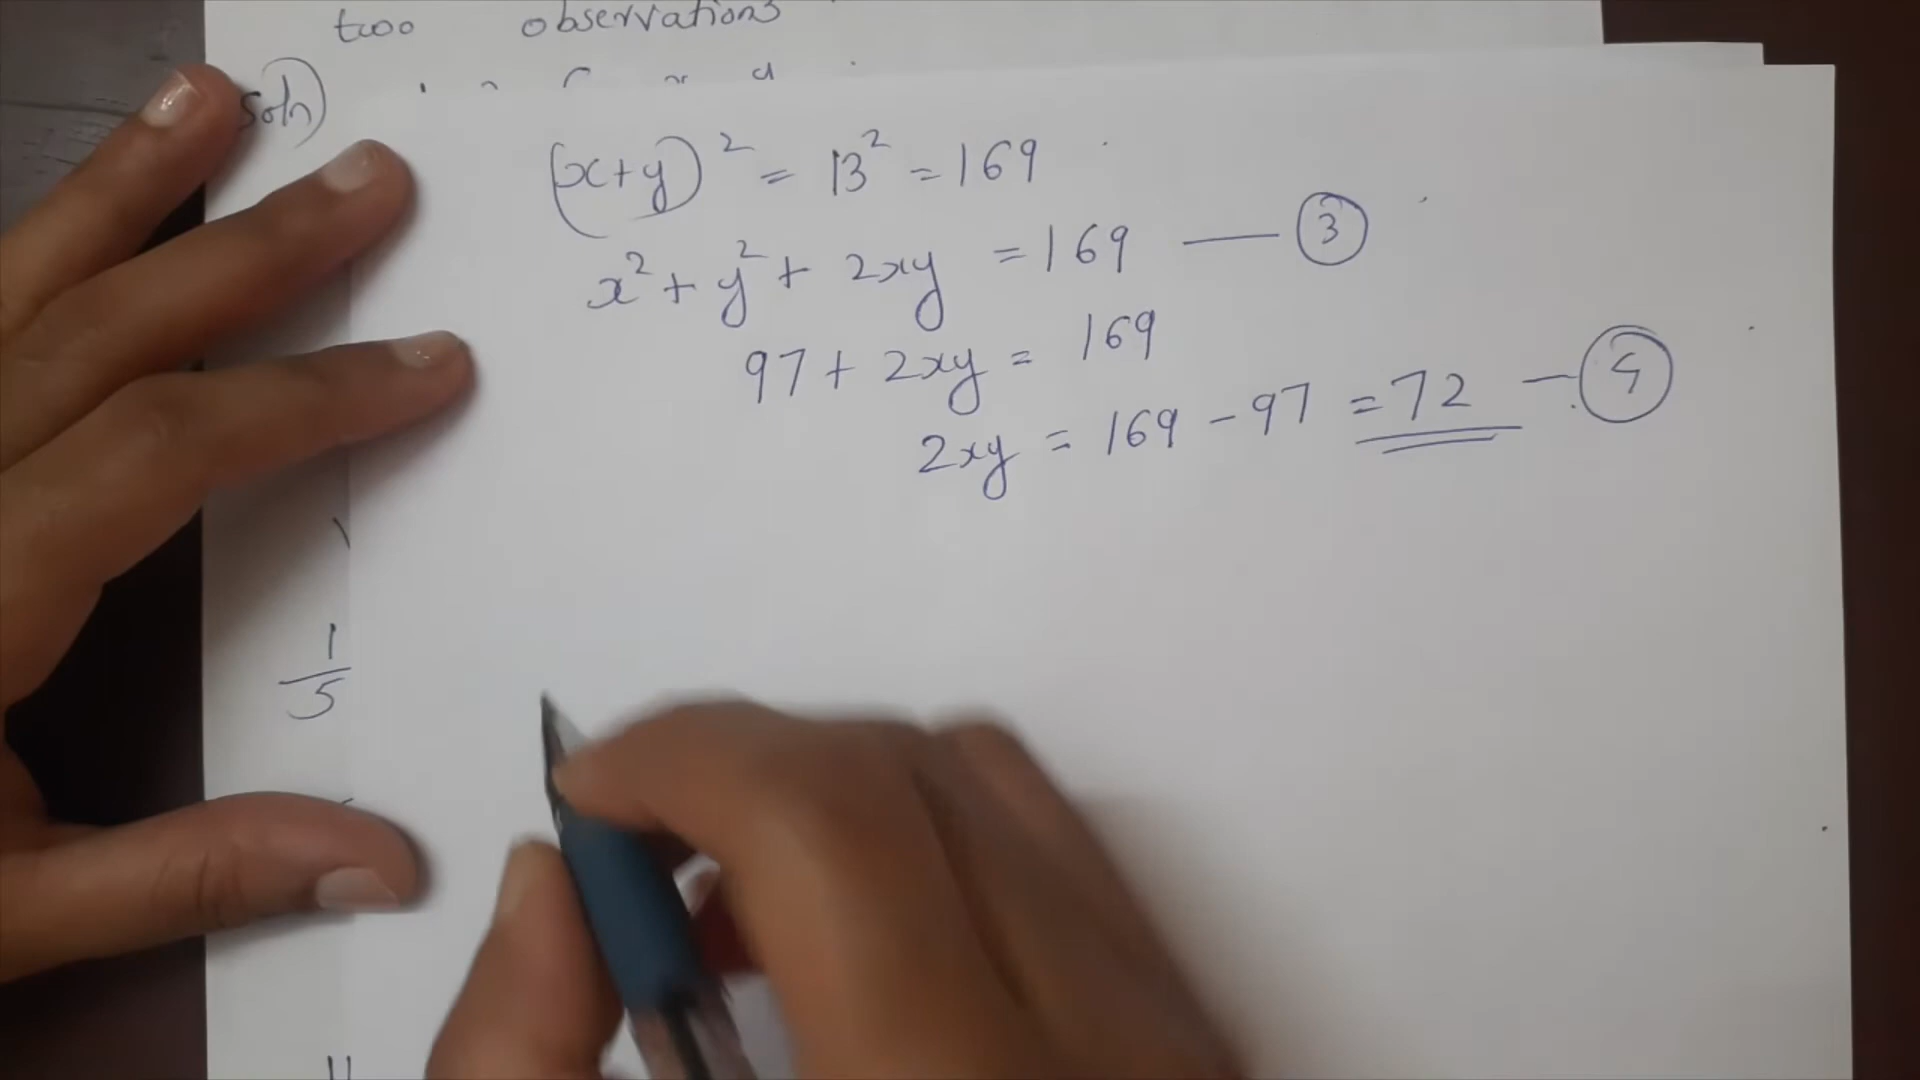 two observations
Soln)
(x+y)² = 13² = 169
x² + y² + 2xy = 169 — ③
97 + 2xy = 169
2xy = 169 - 97 = 72 — ④
1/5